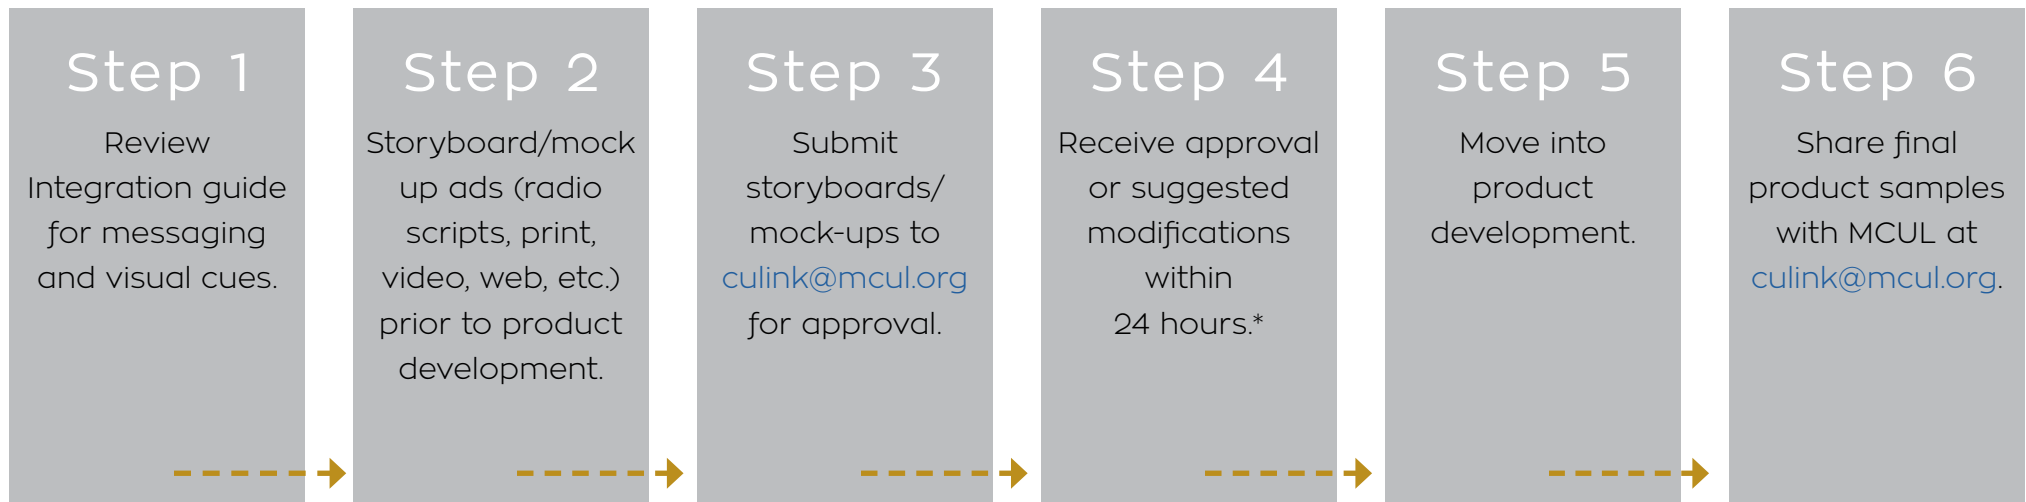 Step 1
Review
Integration guide
for messaging
and visual cues.
Step 2
Storyboard/mock
up ads (radio
scripts, print,
video, web, etc.)
prior to product
development.
Step 3
Submit
storyboards/
mock-ups to
culink@mcul.org
for approval.
Step 4
Receive approval
or suggested
modifications
within
24 hours.*
Step 5
Move into
product
development.
Step 6
Share final
product samples
with MCUL at
culink@mcul.org.